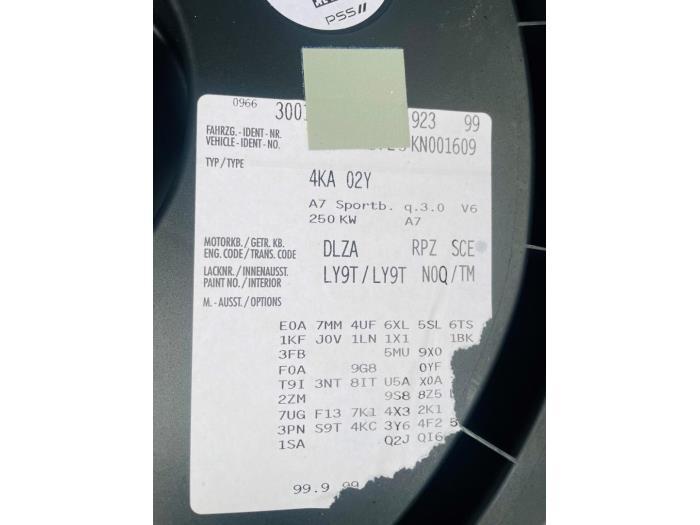 PSS//
0966 300 923 99
FAHRZG.-IDENT-NR.
VEHICLE-IDENT-NO. KN001609
TYP/TYPE
4KA 02Y
A7 Sportb. q.3.0 V6
250 KW A7
MOTORKB./GETR.KB.
ENG.CODE/TRANS.CODE DLZA RPZ SCE
LACKNR./INNENAUSST.
PAINT NO./INTERIOR LY9T/LY9T N0Q/TM
M.-AUSST./OPTIONS
E0A 7MM 4UF 6XL 5SL 6TS
1KF J0V 1LN 1X1 1BK
3FB 5MU 9X0
F0A 9G8 0YF
T9I 3NT 8IT U5A X0A
2ZM 9S8 8Z5
7UG F13 7K1 4X3 2K1
3PN S9T 4KC 3Y6 4F2 5
1SA Q2J QI6
99.9